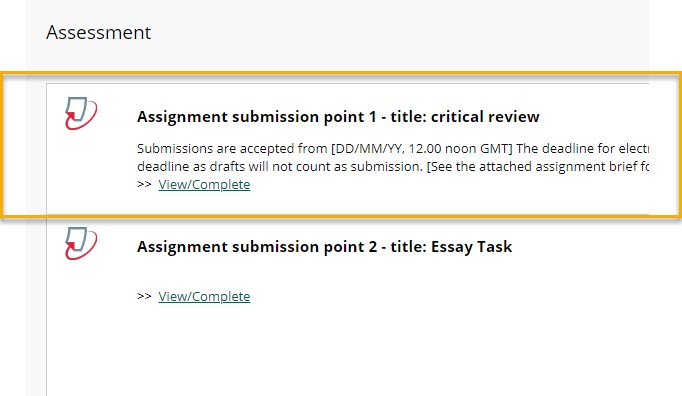 Assessment
Assignment submission point 1 - title: critical review
Submissions are accepted from [DD/MM/YY, 12.00 noon GMT] The deadline for electr
deadline as drafts will not count as submission. [See the attached assignment brief fo
>> View/Complete
Assignment submission point 2 - title: Essay Task
>> View/Complete